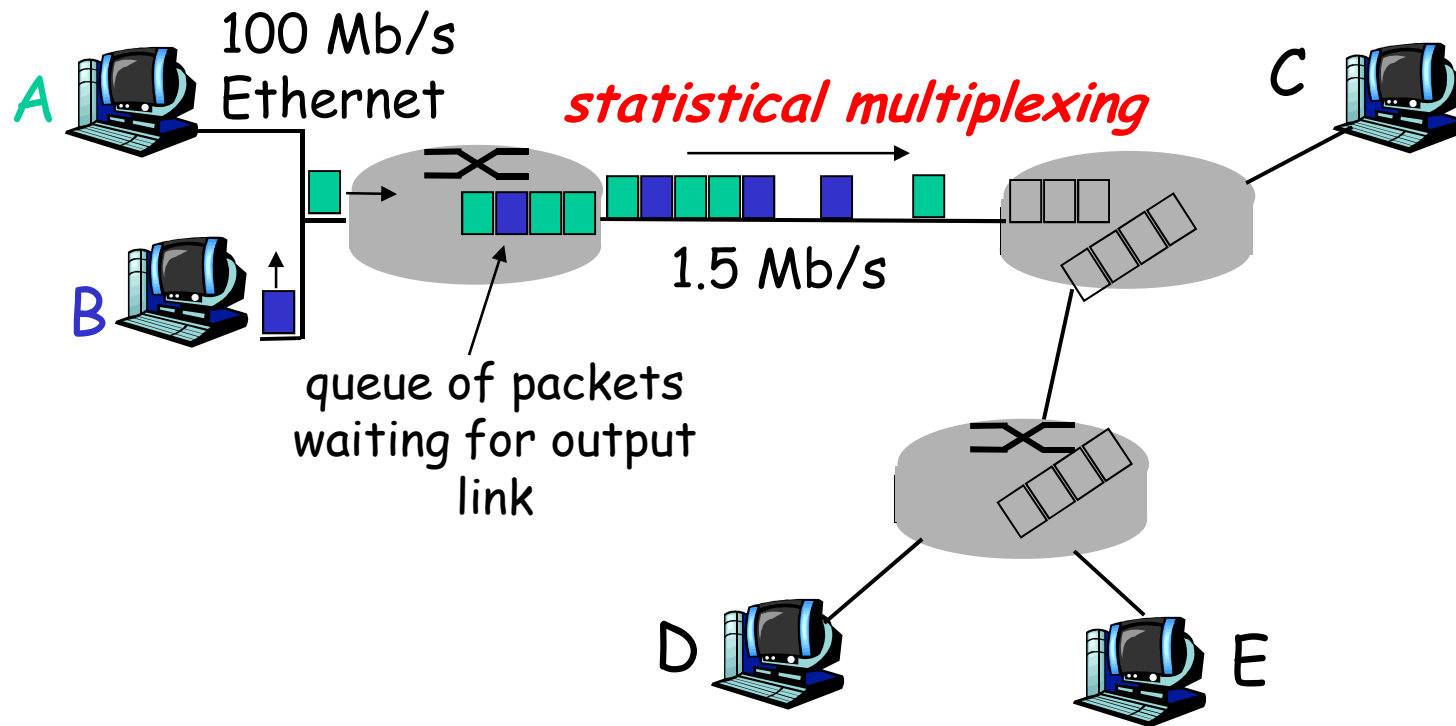 100 Mb/s
Ethernet
A
statistical multiplexing
C
B
1.5 Mb/s
queue of packets
waiting for output
link
D
E